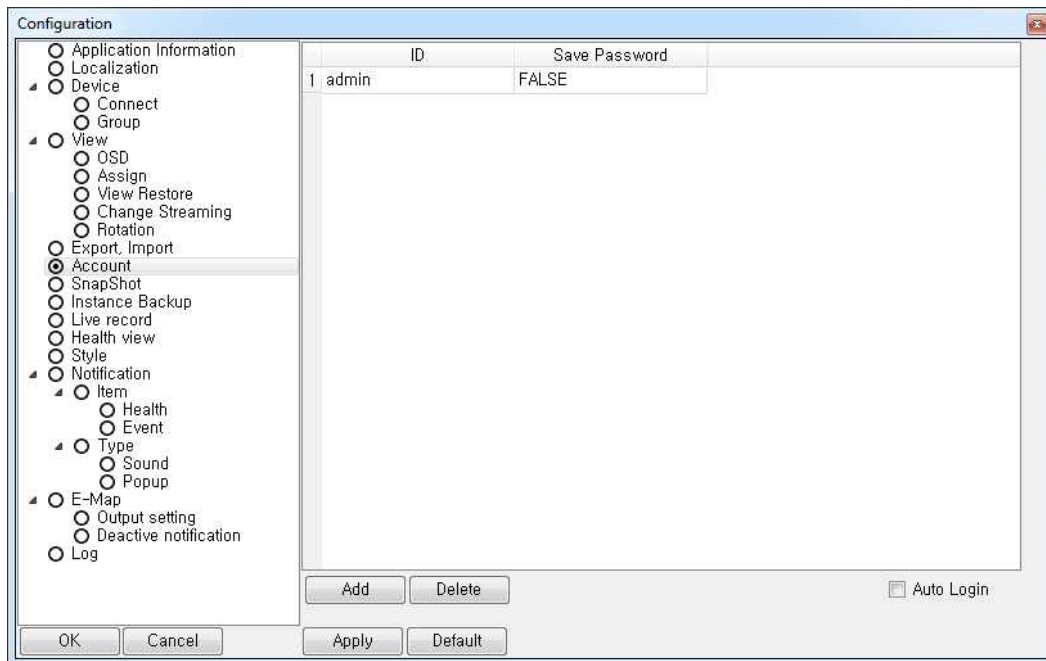 Configuration
Application Information
Localization
Device
Connect
Group
View
OSD
Assign
View Restore
Change Streaming
Rotation
Export, Import
Account
SnapShot
Instance Backup
Live record
Health view
Style
Notification
Item
Health
Event
Type
Sound
Popup
E-Map
Output setting
Deactive notification
Log
ID Save Password
1 admin FALSE
Add Delete Auto Login
OK Cancel Apply Default